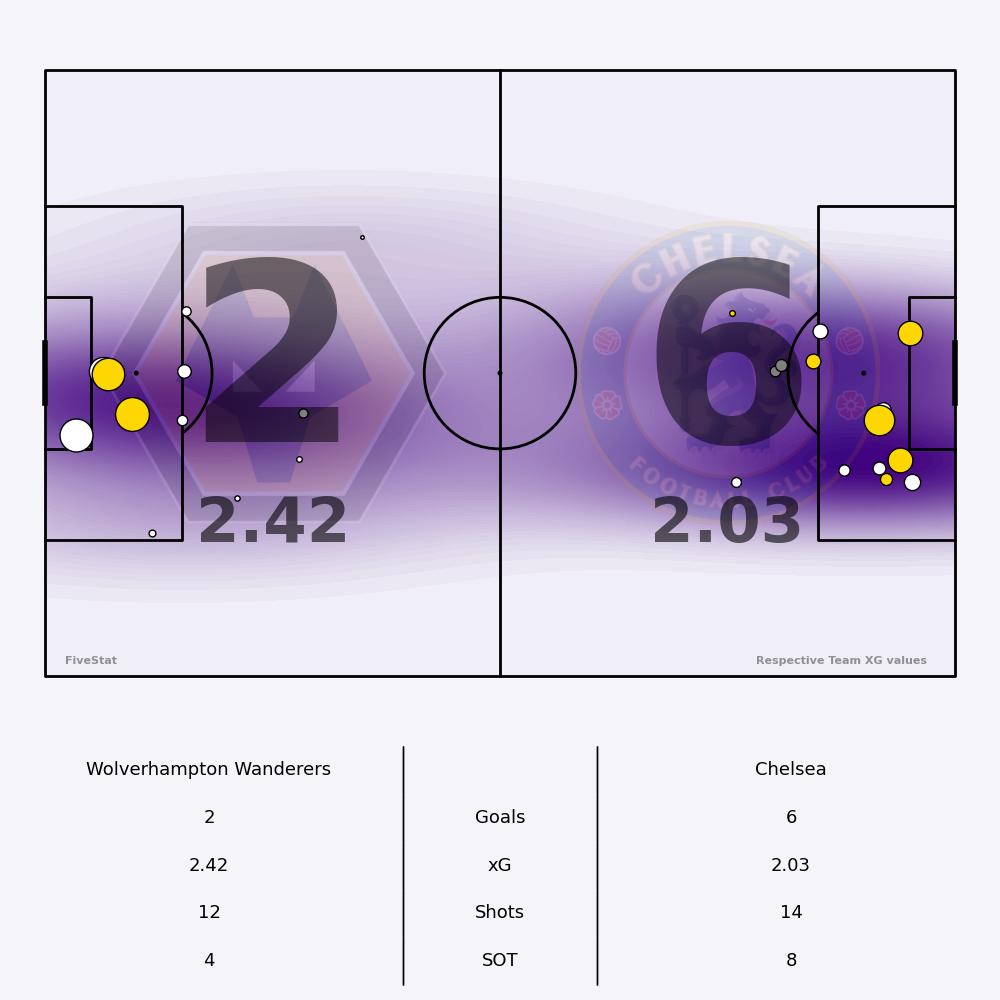 CHELSEA
FOOTBALL CLUB
2
6
2.42
2.03
FiveStat
Respective Team XG values
Wolverhampton Wanderers
Chelsea
2
Goals
6
2.42
xG
2.03
12
Shots
14
4
SOT
8